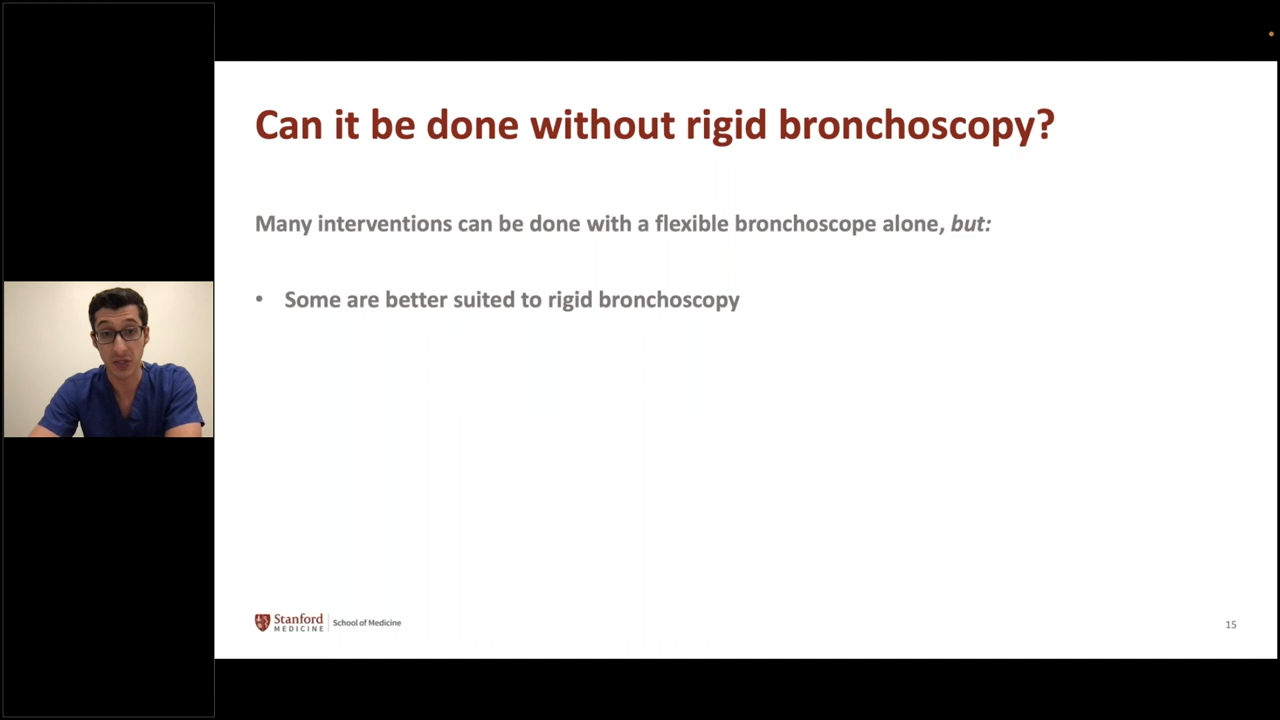 Can it be done without rigid bronchoscopy?
Many interventions can be done with a flexible bronchoscope alone, but:
• Some are better suited to rigid bronchoscopy
Stanford
MEDICINE
School of Medicine
15